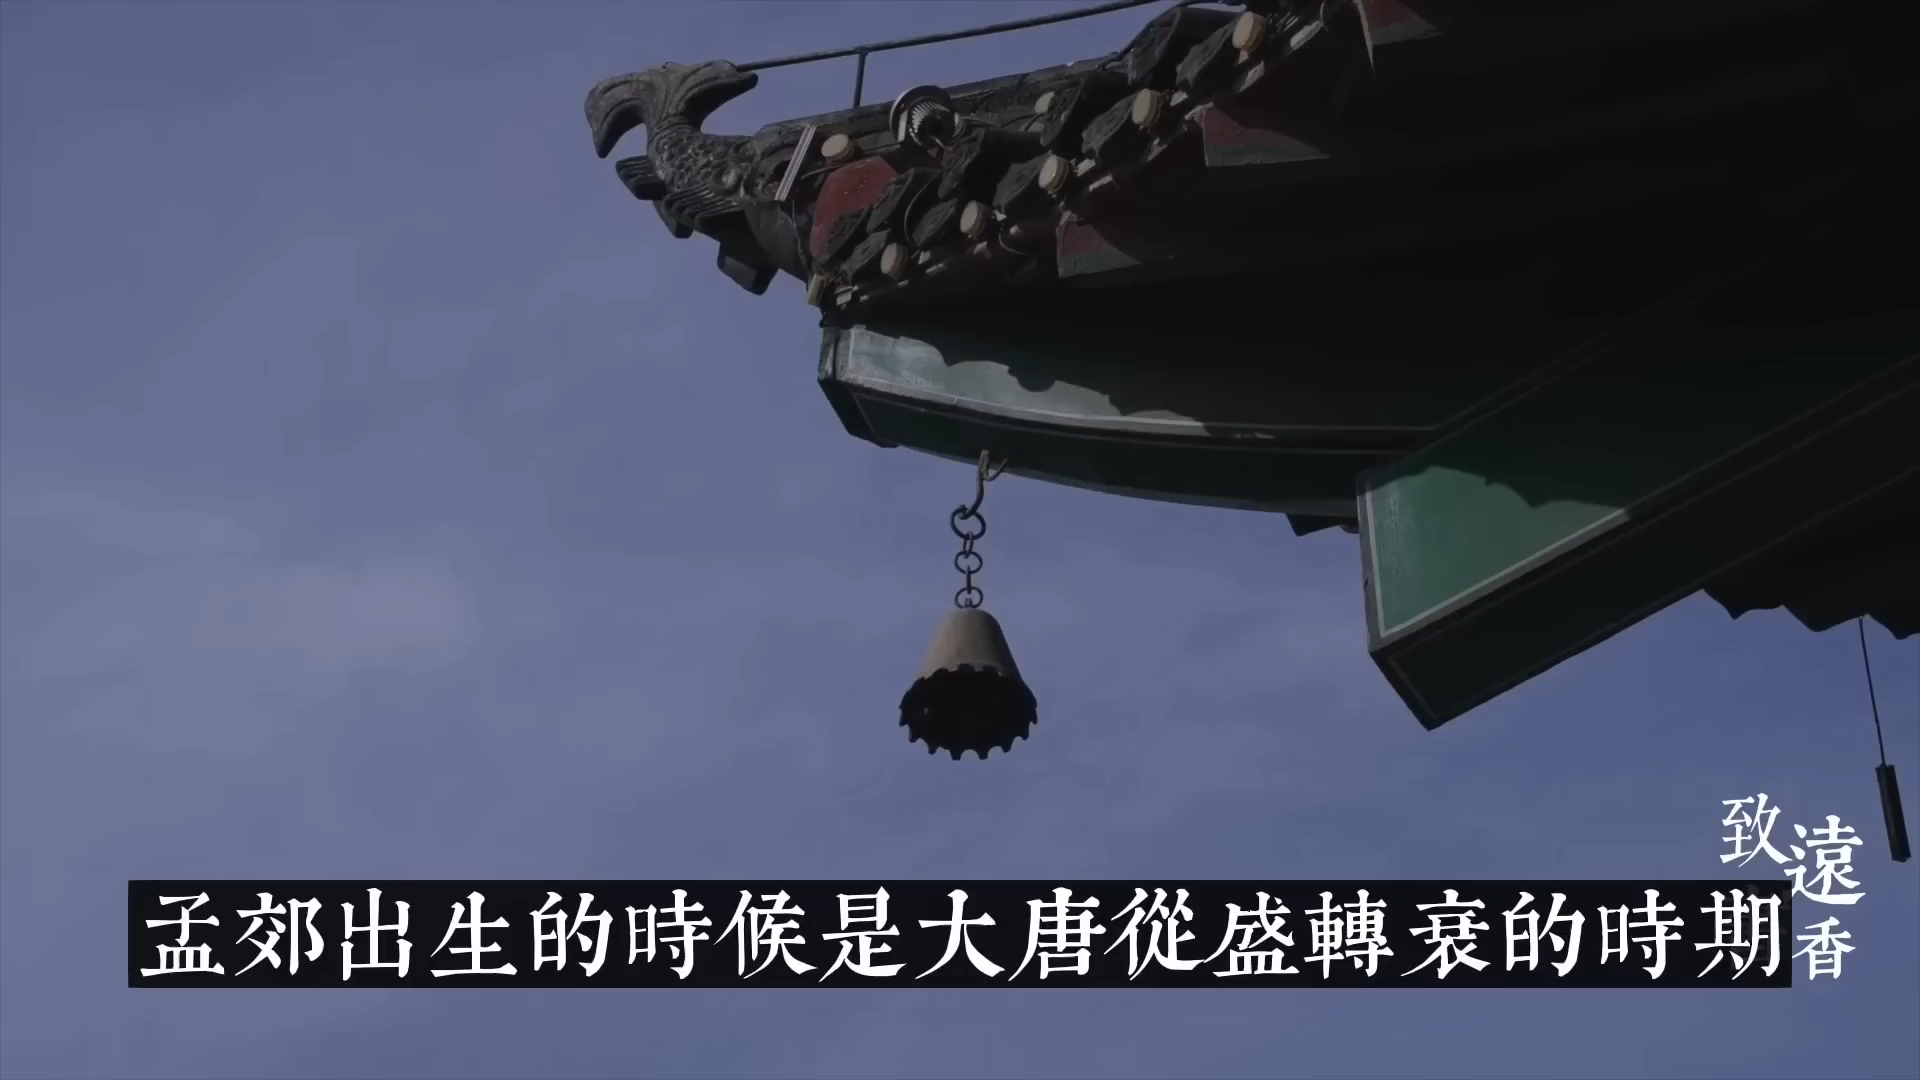 孟郊出生的時候是大唐從盛轉衰的時期
致遠
香